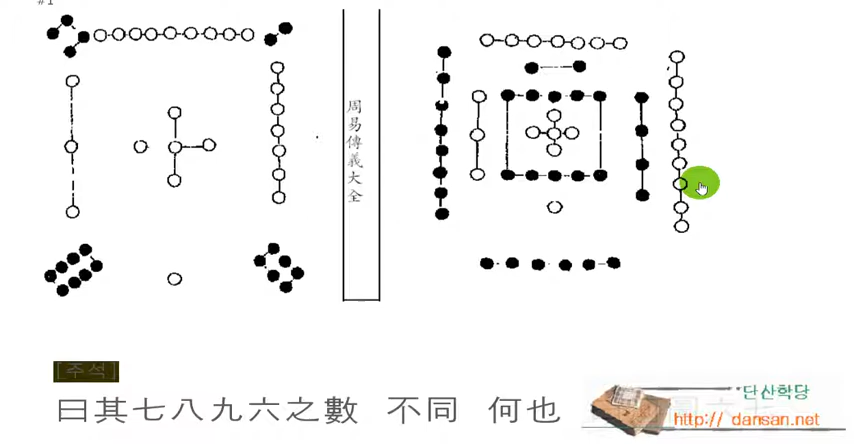 #1
周易傳義大全
[주석]
曰其七八九六之數 不同 何也
단산학당
http:// dansan.net